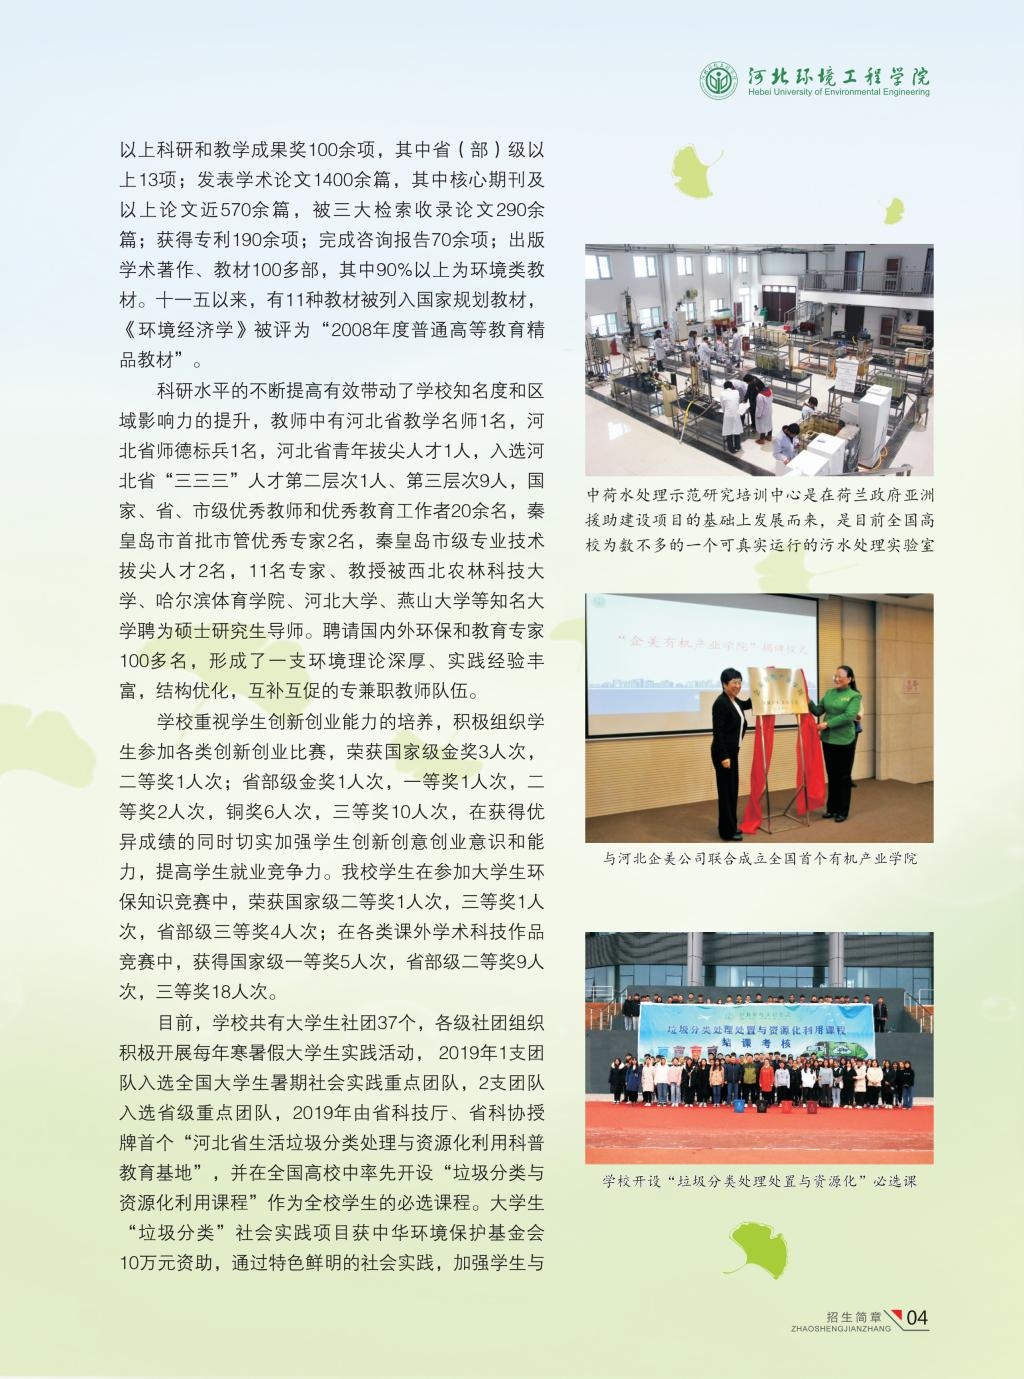 河北环境工程学院
Hebei University of Environmental Engineering
以上科研和教学成果奖100余项，其中省（部）级以
上13项；发表学术论文1400余篇，其中核心期刊及
以上论文近570余篇，被三大检索收录论文290余
篇；获得专利190余项；完成咨询报告70余项；出版
学术著作、教材100多部，其中90%以上为环境类教
材。十一五以来，有11种教材被列入国家规划教材，
《环境经济学》被评为“2008年度普通高等教育精
品教材”。
科研水平的不断提高有效带动了学校知名度和区
域影响力的提升，教师中有河北省教学名师1名，河
北省师德标兵1名，河北省青年拔尖人才1人，入选河
北省“三三三”人才第二层次1人、第三层次9人，国
家、省、市级优秀教师和优秀教育工作者20余名，秦
皇岛市首批市管优秀专家2名，秦皇岛市级专业技术
拔尖人才2名，11名专家、教授被西北农林科技大
学、哈尔滨体育学院、河北大学、燕山大学等知名大
学聘为硕士研究生导师。聘请国内外环保和教育专家
100多名，形成了一支环境理论深厚、实践经验丰
富，结构优化，互补互促的专兼职教师队伍。
学校重视学生创新创业能力的培养，积极组织学
生参加各类创新创业比赛，荣获国家级金奖3人次，
二等奖1人次；省部级金奖1人次，一等奖1人次，二
等奖2人次，铜奖6人次，三等奖10人次，在获得优
异成绩的同时切实加强学生创新创意创业意识和能
力，提高学生就业竞争力。我校学生在参加大学生环
保知识竞赛中，荣获国家级二等奖1人次，三等奖1人
次，省部级三等奖4人次；在各类课外学术科技作品
竞赛中，获得国家级一等奖5人次，省部级二等奖9人
次，三等奖18人次。
目前，学校共有大学生社团37个，各级社团组织
积极开展每年寒暑假大学生实践活动， 2019年1支团
队入选全国大学生暑期社会实践重点团队，2支团队
入选省级重点团队，2019年由省科技厅、省科协授
牌首个“河北省生活垃圾分类处理与资源化利用科普
教育基地”，并在全国高校中率先开设“垃圾分类与
资源化利用课程”作为全校学生的必选课程。大学生
“垃圾分类”社会实践项目获中华环境保护基金会
10万元资助，通过特色鲜明的社会实践，加强学生与
中荷水处理示范研究培训中心是在荷兰政府亚洲
援助建设项目的基础上发展而来，是目前全国高
校为数不多的一个可真实运行的污水处理实验室
“企美有机产业学院”揭牌仪式
与河北企美公司联合成立全国首个有机产业学院
垃圾分类处理处置与资源化利用课程
结课考核
学校开设“垃圾分类处理处置与资源化”必选课
招生简章
ZHAOSHENGJIANZHANG
04